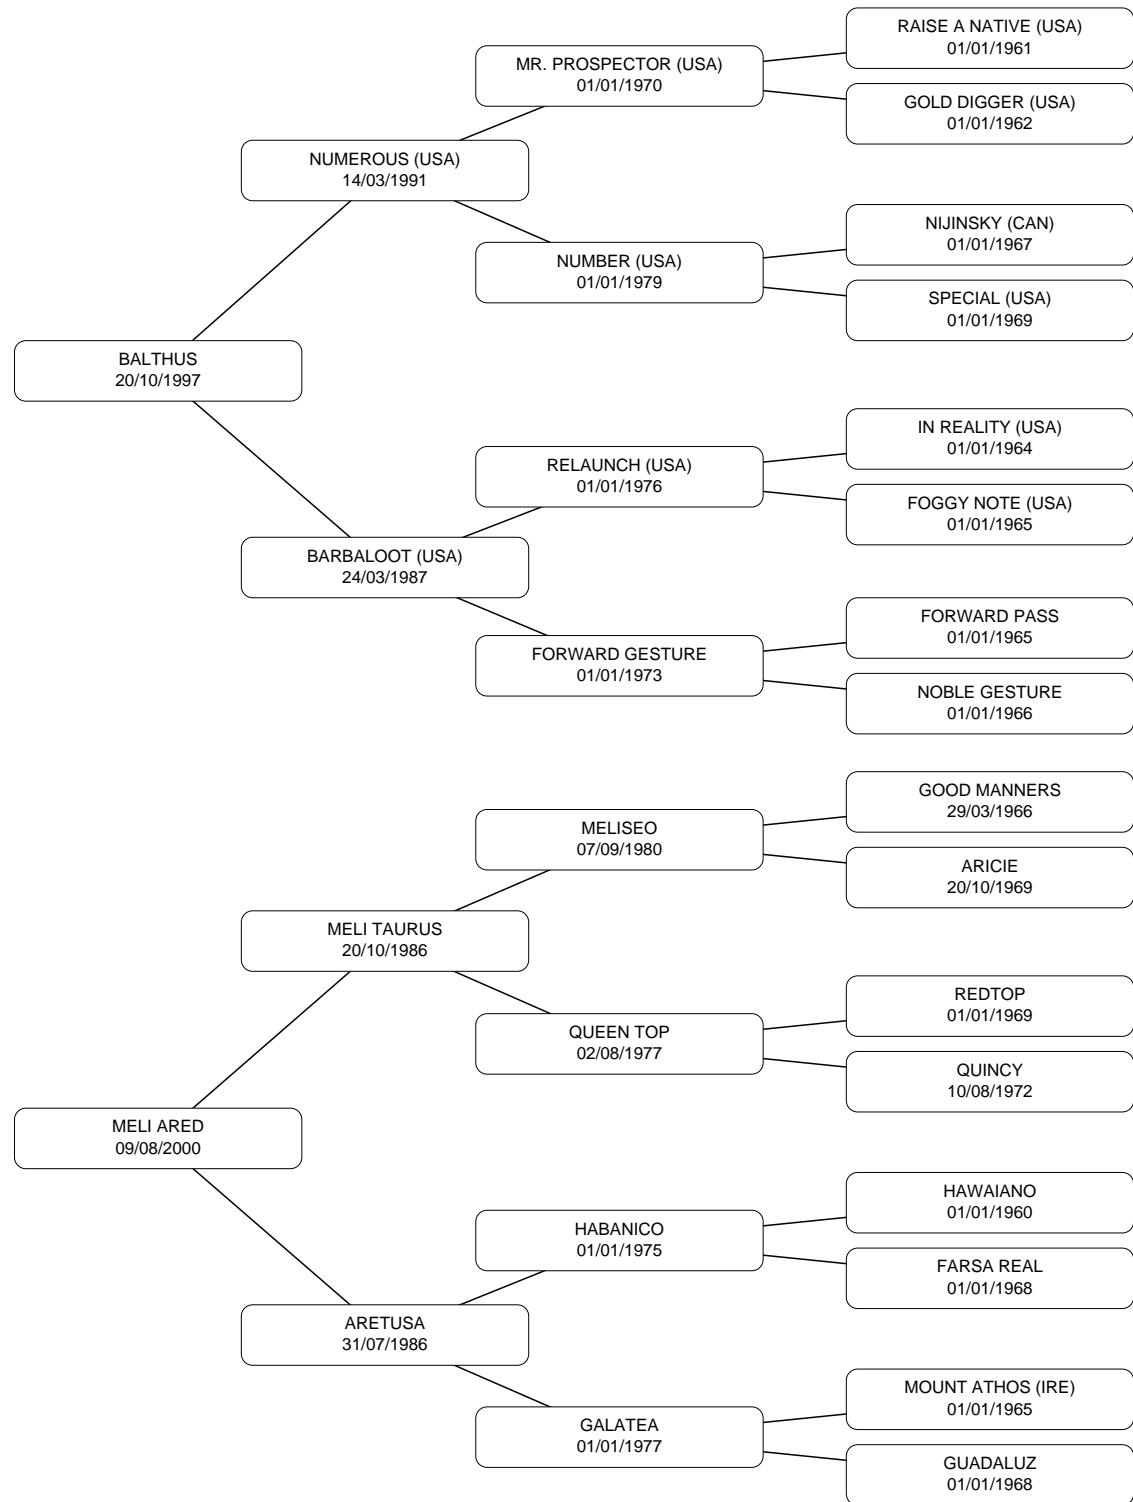 RAISE A NATIVE (USA)
01/01/1961
MR. PROSPECTOR (USA)
01/01/1970
GOLD DIGGER (USA)
01/01/1962
NUMEROUS (USA)
14/03/1991
NIJINSKY (CAN)
01/01/1967
NUMBER (USA)
01/01/1979
SPECIAL (USA)
01/01/1969
BALTHUS
20/10/1997
IN REALITY (USA)
01/01/1964
RELAUNCH (USA)
01/01/1976
FOGGY NOTE (USA)
01/01/1965
BARBALOOT (USA)
24/03/1987
FORWARD PASS
01/01/1965
FORWARD GESTURE
01/01/1973
NOBLE GESTURE
01/01/1966
GOOD MANNERS
29/03/1966
MELISEO
07/09/1980
ARICIE
20/10/1969
MELI TAURUS
20/10/1986
REDTOP
01/01/1969
QUEEN TOP
02/08/1977
QUINCY
10/08/1972
MELI ARED
09/08/2000
HAWAIANO
01/01/1960
HABANICO
01/01/1975
FARSA REAL
01/01/1968
ARETUSA
31/07/1986
MOUNT ATHOS (IRE)
01/01/1965
GALATEA
01/01/1977
GUADALUZ
01/01/1968